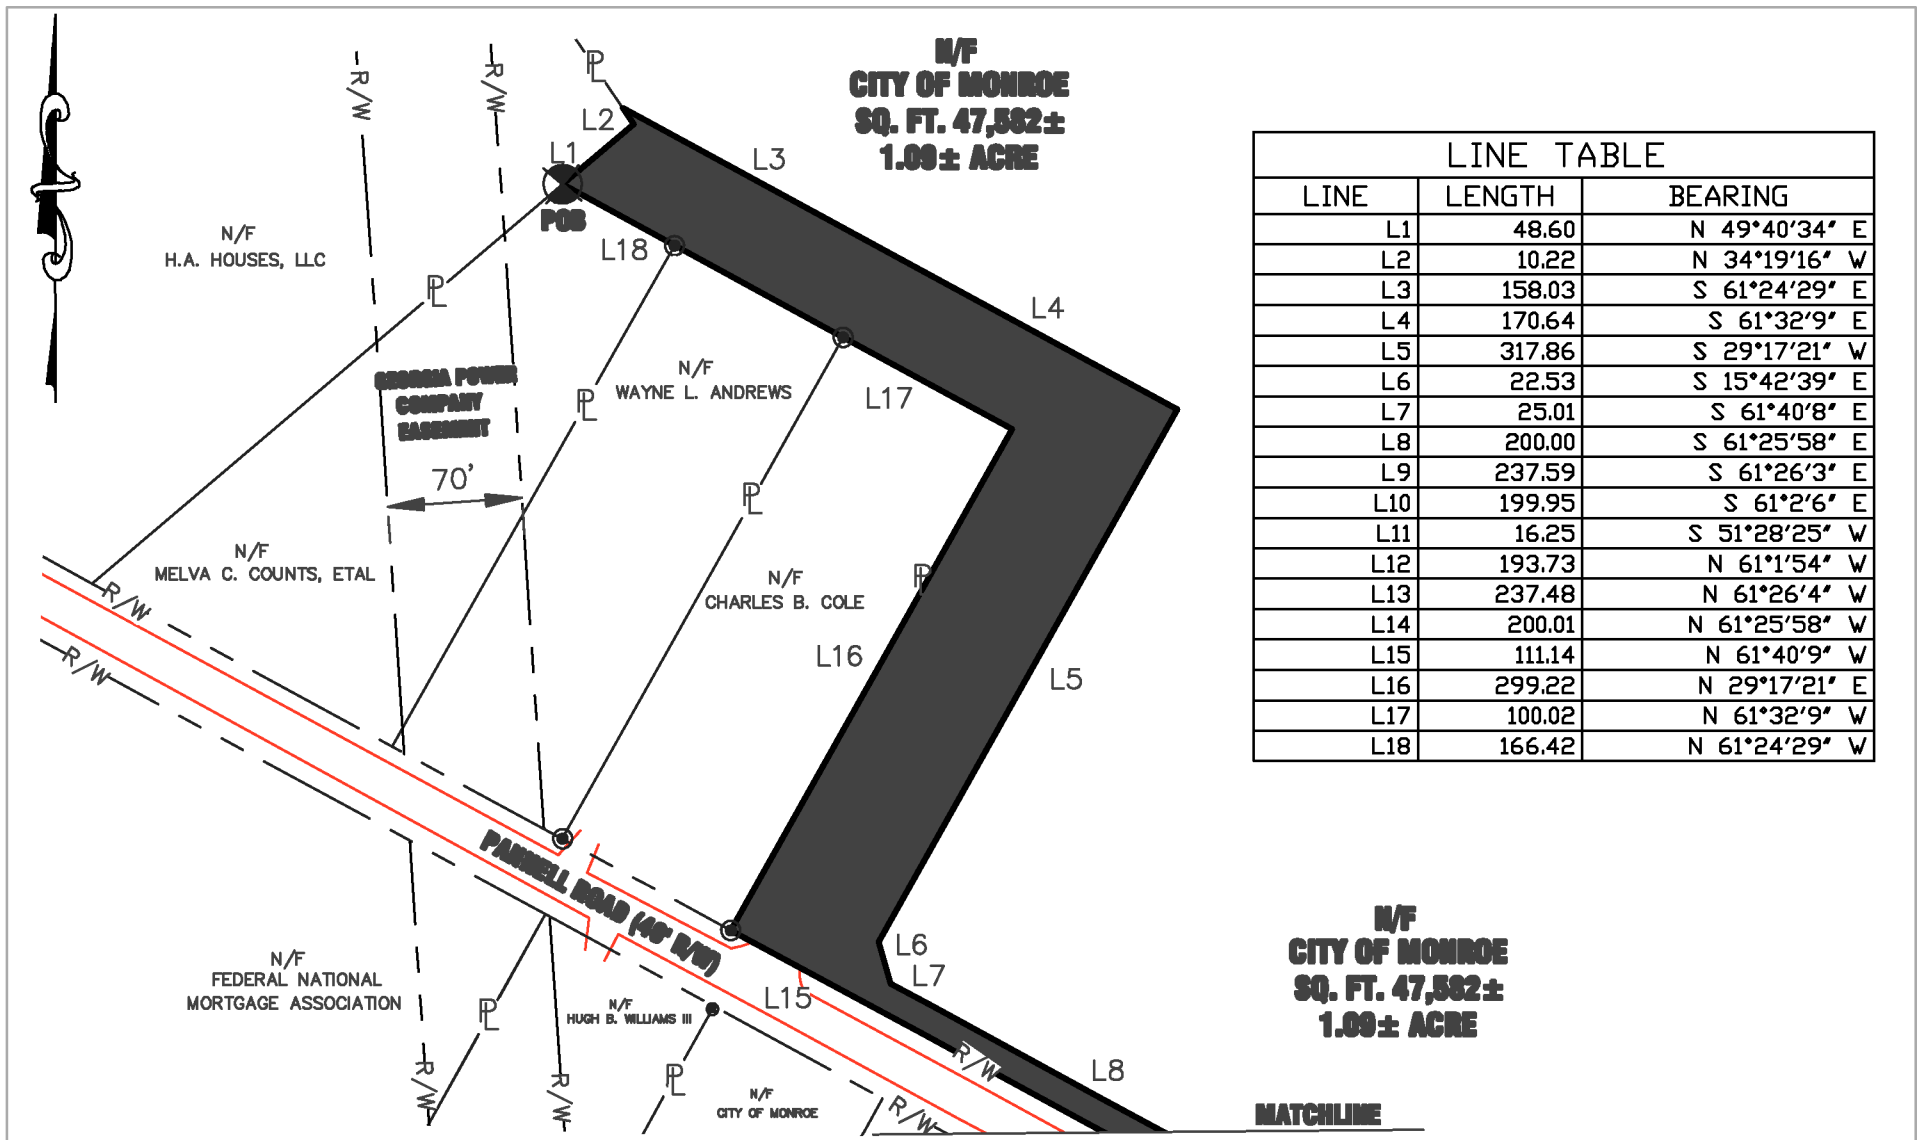 N/F
CITY OF MONROE
SQ. FT. 47,582±
1.09± ACRE
R/W
R/W
PL
L2
L1
L3
POB
L18
N/F
H.A. HOUSES, LLC
PL
L4
GEORGIA POWER
COMPANY
EASEMENT
70'
N/F
WAYNE L. ANDREWS
PL
L17
PL
N/F
MELVA C. COUNTS, ETAL
N/F
CHARLES B. COLE
PL
R/W
R/W
L16
L5
PANNELL ROAD (40' R/W)
L6
L7
L15
N/F
FEDERAL NATIONAL
MORTGAGE ASSOCIATION
PL
N/F
HUGH B. WILLIAMS III
PL
R/W
R/W
R/W
R/W
N/F
CITY OF MONROE
L8
N/F
CITY OF MONROE
SQ. FT. 47,582±
1.09± ACRE
MATCHLINE
LINE TABLE
LINE LENGTH BEARING
L1 48.60 N 49°40'34" E
L2 10.22 N 34°19'16" W
L3 158.03 S 61°24'29" E
L4 170.64 S 61°32'9" E
L5 317.86 S 29°17'21" W
L6 22.53 S 15°42'39" E
L7 25.01 S 61°40'8" E
L8 200.00 S 61°25'58" E
L9 237.59 S 61°26'3" E
L10 199.95 S 61°2'6" E
L11 16.25 S 51°28'25" W
L12 193.73 N 61°1'54" W
L13 237.48 N 61°26'4" W
L14 200.01 N 61°25'58" W
L15 111.14 N 61°40'9" W
L16 299.22 N 29°17'21" E
L17 100.02 N 61°32'9" W
L18 166.42 N 61°24'29" W